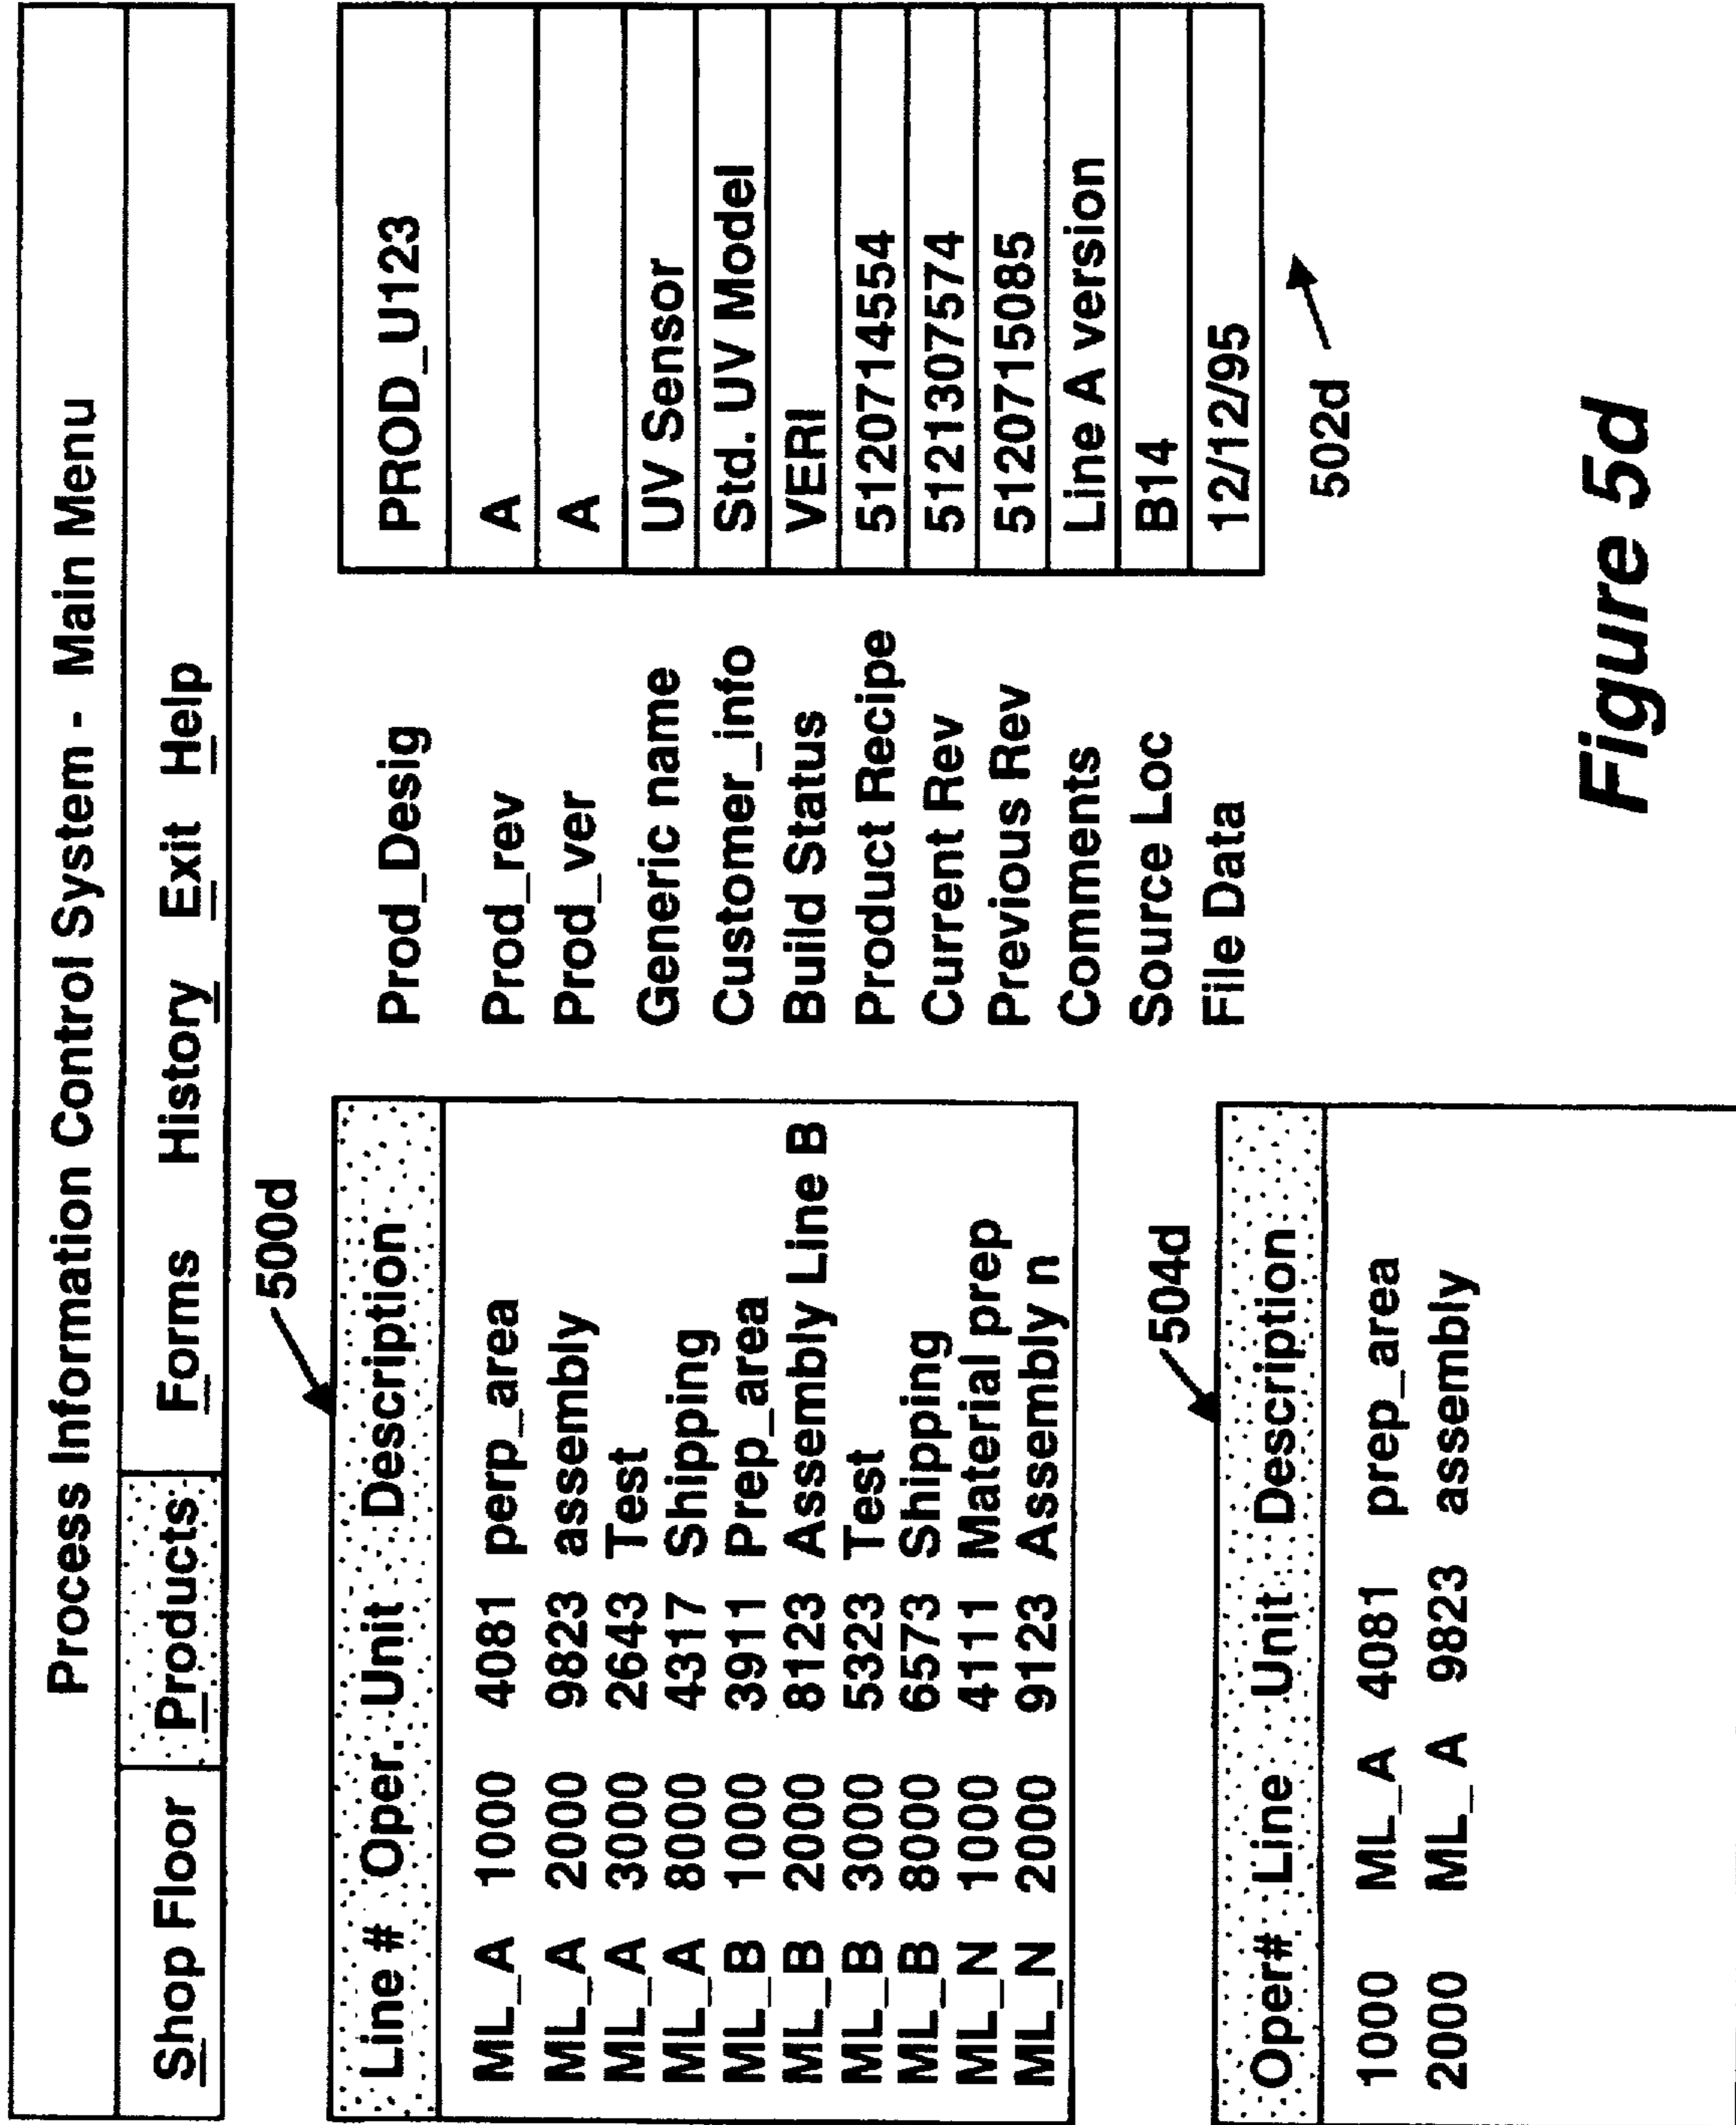 Process Information Control System - Main Menu
Shop Floor Products Forms History Exit Help
500d
Line # Oper. Unit Description
ML_A 1000 4081 perp_area
ML_A 2000 9823 assembly
ML_A 3000 2643 Test
ML_A 8000 4317 Shipping
ML_B 1000 3911 Prep_area
ML_B 2000 8123 Assembly Line B
ML_B 3000 5323 Test
ML_B 8000 6573 Shipping
ML_N 1000 4111 Material prep
ML_N 2000 9123 Assembly n
Prod_Desig PROD_U123
Prod_rev A
Prod_ver A
Generic name UV Sensor
Customer_info Std. UV Model
Build Status VERI
Product Recipe 5120714554
Current Rev 5121307574
Previous Rev 5120715085
Comments Line A version
Source Loc B14
File Data 12/12/95
502d
504d
Oper# Line Unit Description
1000 ML_A 4081 prep_area
2000 ML_A 9823 assembly
Figure 5d